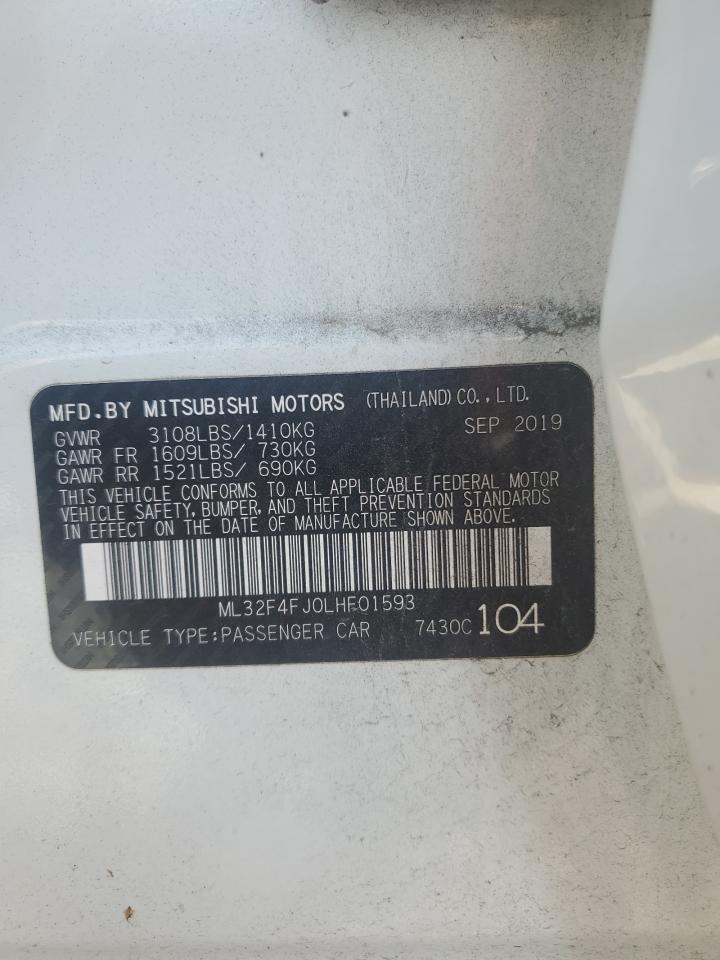 MFD.BY MITSUBISHI MOTORS (THAILAND) CO.,LTD.
GVWR 3108LBS/1410KG SEP 2019
GAWR FR 1609LBS/ 730KG
GAWR RR 1521LBS/ 690KG
THIS VEHICLE CONFORMS TO ALL APPLICABLE FEDERAL MOTOR
VEHICLE SAFETY, BUMPER, AND THEFT PREVENTION STANDARDS
IN EFFECT ON THE DATE OF MANUFACTURE SHOWN ABOVE.
ML32F4FJ0LHF01593
VEHICLE TYPE:PASSENGER CAR 7430C 104